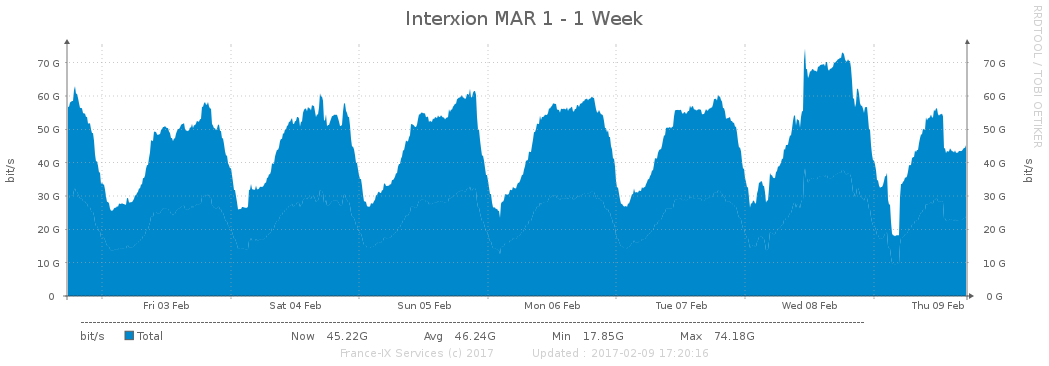 Interxion MAR 1 - 1 Week
RRDTOOL / TOBI OETIKER
bit/s
70 G 70 G
60 G 60 G
50 G 50 G
40 G 40 G
30 G 30 G
20 G 20 G
10 G 10 G
0 0 G
bit/s
Fri 03 Feb Sat 04 Feb Sun 05 Feb Mon 06 Feb Tue 07 Feb Wed 08 Feb Thu 09 Feb
bit/s Total Now 45.22G Avg 46.24G Min 17.85G Max 74.18G
France-IX Services (c) 2017 Updated : 2017-02-09 17:20:16